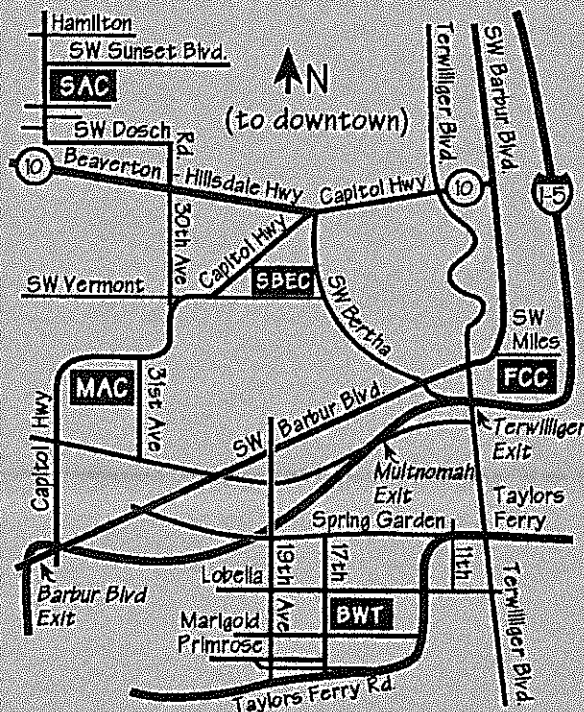 Hamilton
SW Sunset Blvd.
SAC
N
(to downtown)
SW Dosch
Rd.
Terwilliger Blvd
SW Barbur Blvd
10
Beaverton - Hillsdale Hwy
Capitol Hwy
10
I-5
30th Ave
Capitol Hwy
SW Vermont
SBEC
SW Bertha
SW
Miles
FCC
MAC
31st Ave
Capitol Hwy
SW Barbur Blvd.
Terwilliger
Exit
Multnomah
Exit
Taylors
Ferry
Spring Garden
Barbur Blvd
Exit
Lobella
19th Ave
17th
11th
Terwilliger Blvd.
Marigold
BWT
Primrose
Taylors Ferry Rd.